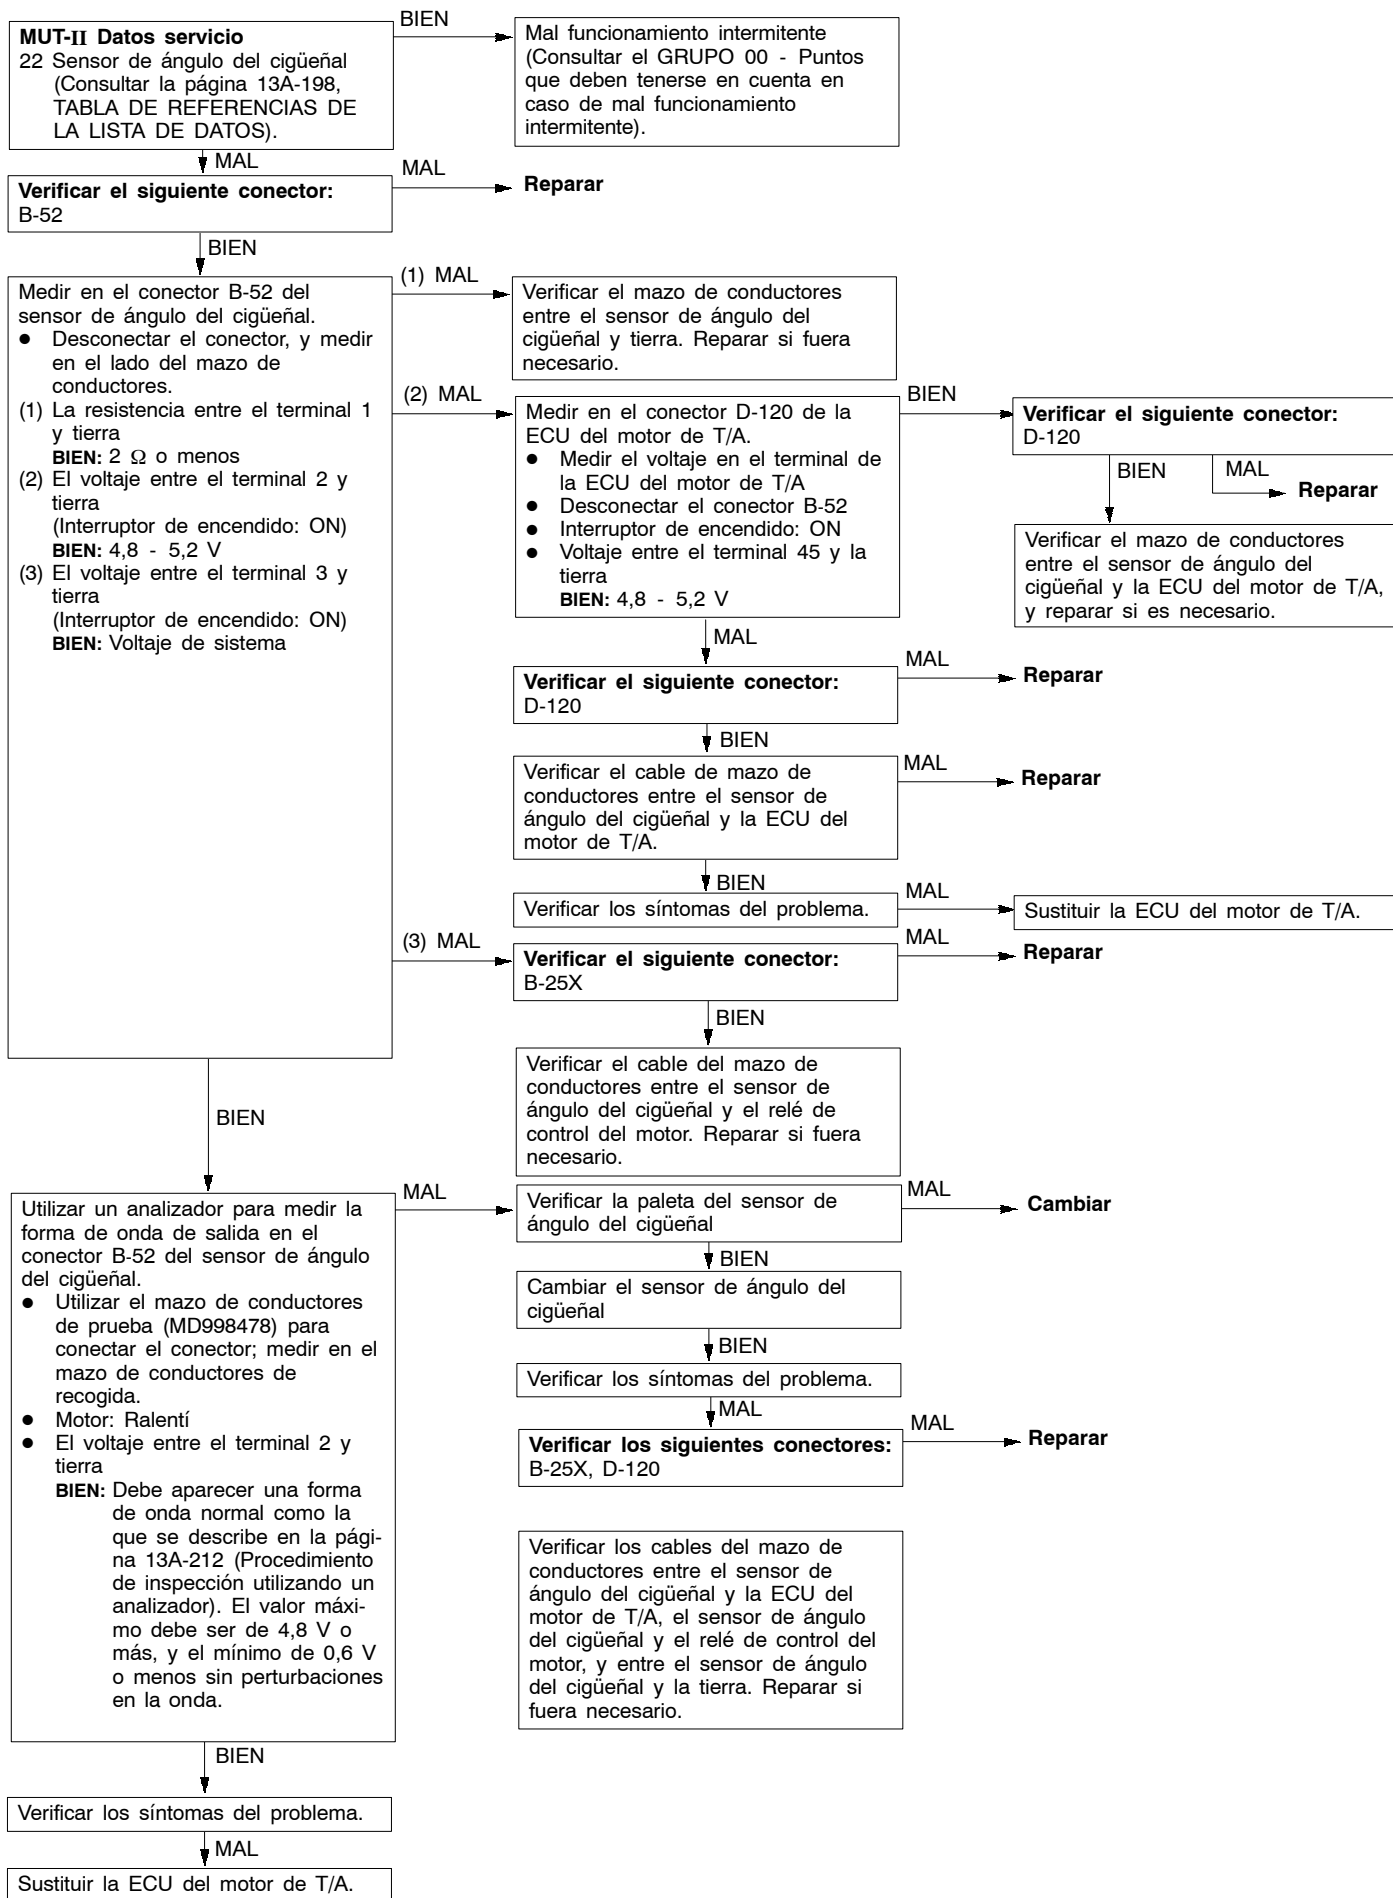 MUT-II Datos servicio
22 Sensor de ángulo del cigüeñal
(Consultar la página 13A-198,
TABLA DE REFERENCIAS DE
LA LISTA DE DATOS).
BIEN
Mal funcionamiento intermitente
(Consultar el GRUPO 00 - Puntos
que deben tenerse en cuenta en
caso de mal funcionamiento
intermitente).
MAL
Verificar el siguiente conector:
B-52
MAL
Reparar
BIEN
Medir en el conector B-52 del
sensor de ángulo del cigüeñal.
● Desconectar el conector, y medir
en el lado del mazo de
conductores.
(1) La resistencia entre el terminal 1
y tierra
BIEN: 2 Ω o menos
(2) El voltaje entre el terminal 2 y
tierra
(Interruptor de encendido: ON)
BIEN: 4,8 - 5,2 V
(3) El voltaje entre el terminal 3 y
tierra
(Interruptor de encendido: ON)
BIEN: Voltaje de sistema
(1) MAL
Verificar el mazo de conductores
entre el sensor de ángulo del
cigüeñal y tierra. Reparar si fuera
necesario.
(2) MAL
Medir en el conector D-120 de la
ECU del motor de T/A.
● Medir el voltaje en el terminal de
la ECU del motor de T/A
● Desconectar el conector B-52
● Interruptor de encendido: ON
● Voltaje entre el terminal 45 y la
tierra
BIEN: 4,8 - 5,2 V
BIEN
Verificar el siguiente conector:
D-120
BIEN
MAL
Reparar
Verificar el mazo de conductores
entre el sensor de ángulo del
cigüeñal y la ECU del motor de T/A,
y reparar si es necesario.
MAL
Verificar el siguiente conector:
D-120
MAL
Reparar
BIEN
Verificar el cable de mazo de
conductores entre el sensor de
ángulo del cigüeñal y la ECU del
motor de T/A.
MAL
Reparar
BIEN
Verificar los síntomas del problema.
MAL
Sustituir la ECU del motor de T/A.
(3) MAL
Verificar el siguiente conector:
B-25X
MAL
Reparar
BIEN
Verificar el cable del mazo de
conductores entre el sensor de
ángulo del cigüeñal y el relé de
control del motor. Reparar si fuera
necesario.
BIEN
Utilizar un analizador para medir la
forma de onda de salida en el
conector B-52 del sensor de ángulo
del cigüeñal.
● Utilizar el mazo de conductores
de prueba (MD998478) para
conectar el conector; medir en el
mazo de conductores de
recogida.
● Motor: Ralentí
● El voltaje entre el terminal 2 y
tierra
BIEN: Debe aparecer una forma
de onda normal como la
que se describe en la pági-
na 13A-212 (Procedimiento
de inspección utilizando un
analizador). El valor máxi-
mo debe ser de 4,8 V o
más, y el mínimo de 0,6 V
o menos sin perturbaciones
en la onda.
MAL
Verificar la paleta del sensor de
ángulo del cigüeñal
MAL
Cambiar
BIEN
Cambiar el sensor de ángulo del
cigüeñal
BIEN
Verificar los síntomas del problema.
MAL
Verificar los siguientes conectores:
B-25X, D-120
MAL
Reparar
Verificar los cables del mazo de
conductores entre el sensor de
ángulo del cigüeñal y la ECU del
motor de T/A, el sensor de ángulo
del cigüeñal y el relé de control del
motor, y entre el sensor de ángulo
del cigüeñal y la tierra. Reparar si
fuera necesario.
BIEN
Verificar los síntomas del problema.
MAL
Sustituir la ECU del motor de T/A.